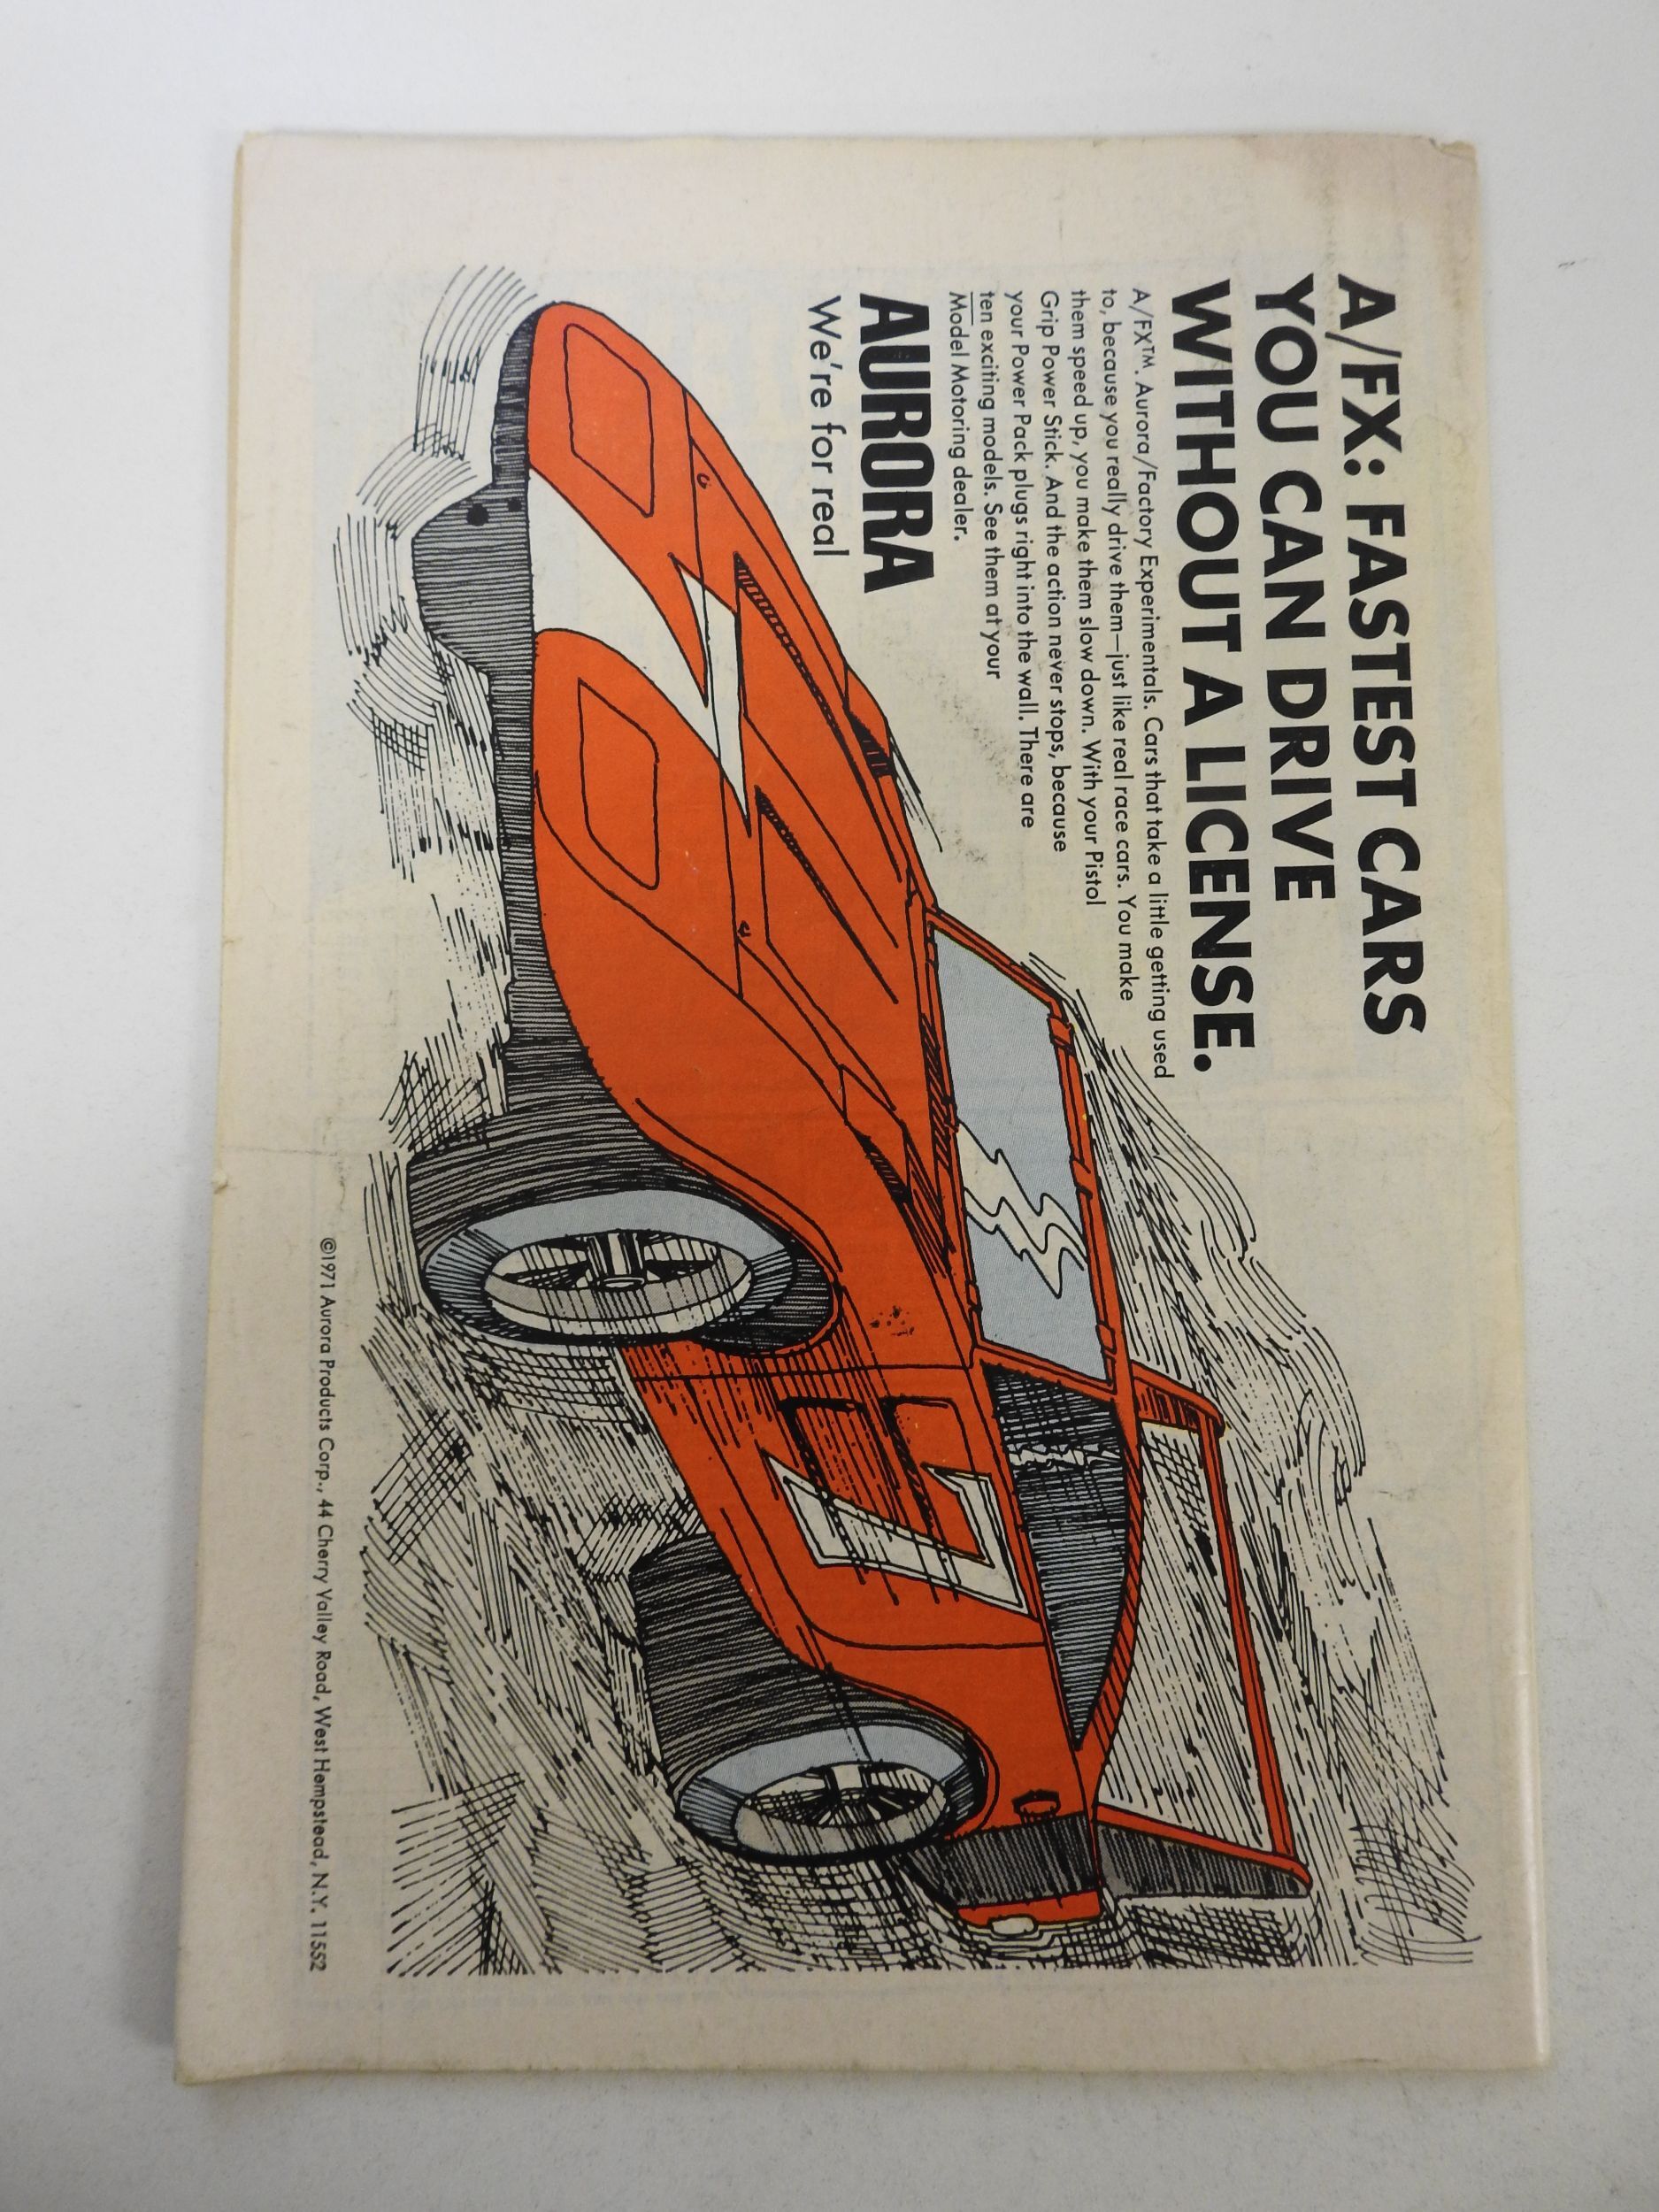 A/FX: FASTEST CARS
YOU CAN DRIVE
WITHOUT A LICENSE.
A/FX™. Aurora/Factory Experimentals. Cars that take a little getting used
to, because you really drive them—just like real race cars. You make
them speed up, you make them slow down. With your Pistol
Grip Power Stick. And the action never stops, because
your Power Pack plugs right into the wall. There are
ten exciting models. See them at your
Model Motoring dealer.
AURORA
We're for real
©1971 Aurora Products Corp., 44 Cherry Valley Road, West Hempstead, N.Y. 11552